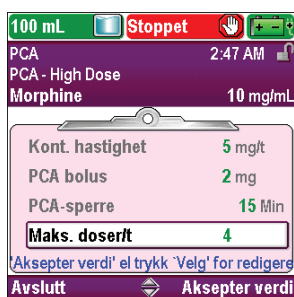 100 mL Stoppet
PCA 2:47 AM
PCA - High Dose
Morphine 10 mg/mL
Kont. hastighet 5 mg/t
PCA bolus 2 mg
PCA-sperre 15 Min
Maks. doser/t 4
'Aksepter verdi' el trykk `Velg' for redigere
Avslutt Aksepter verdi